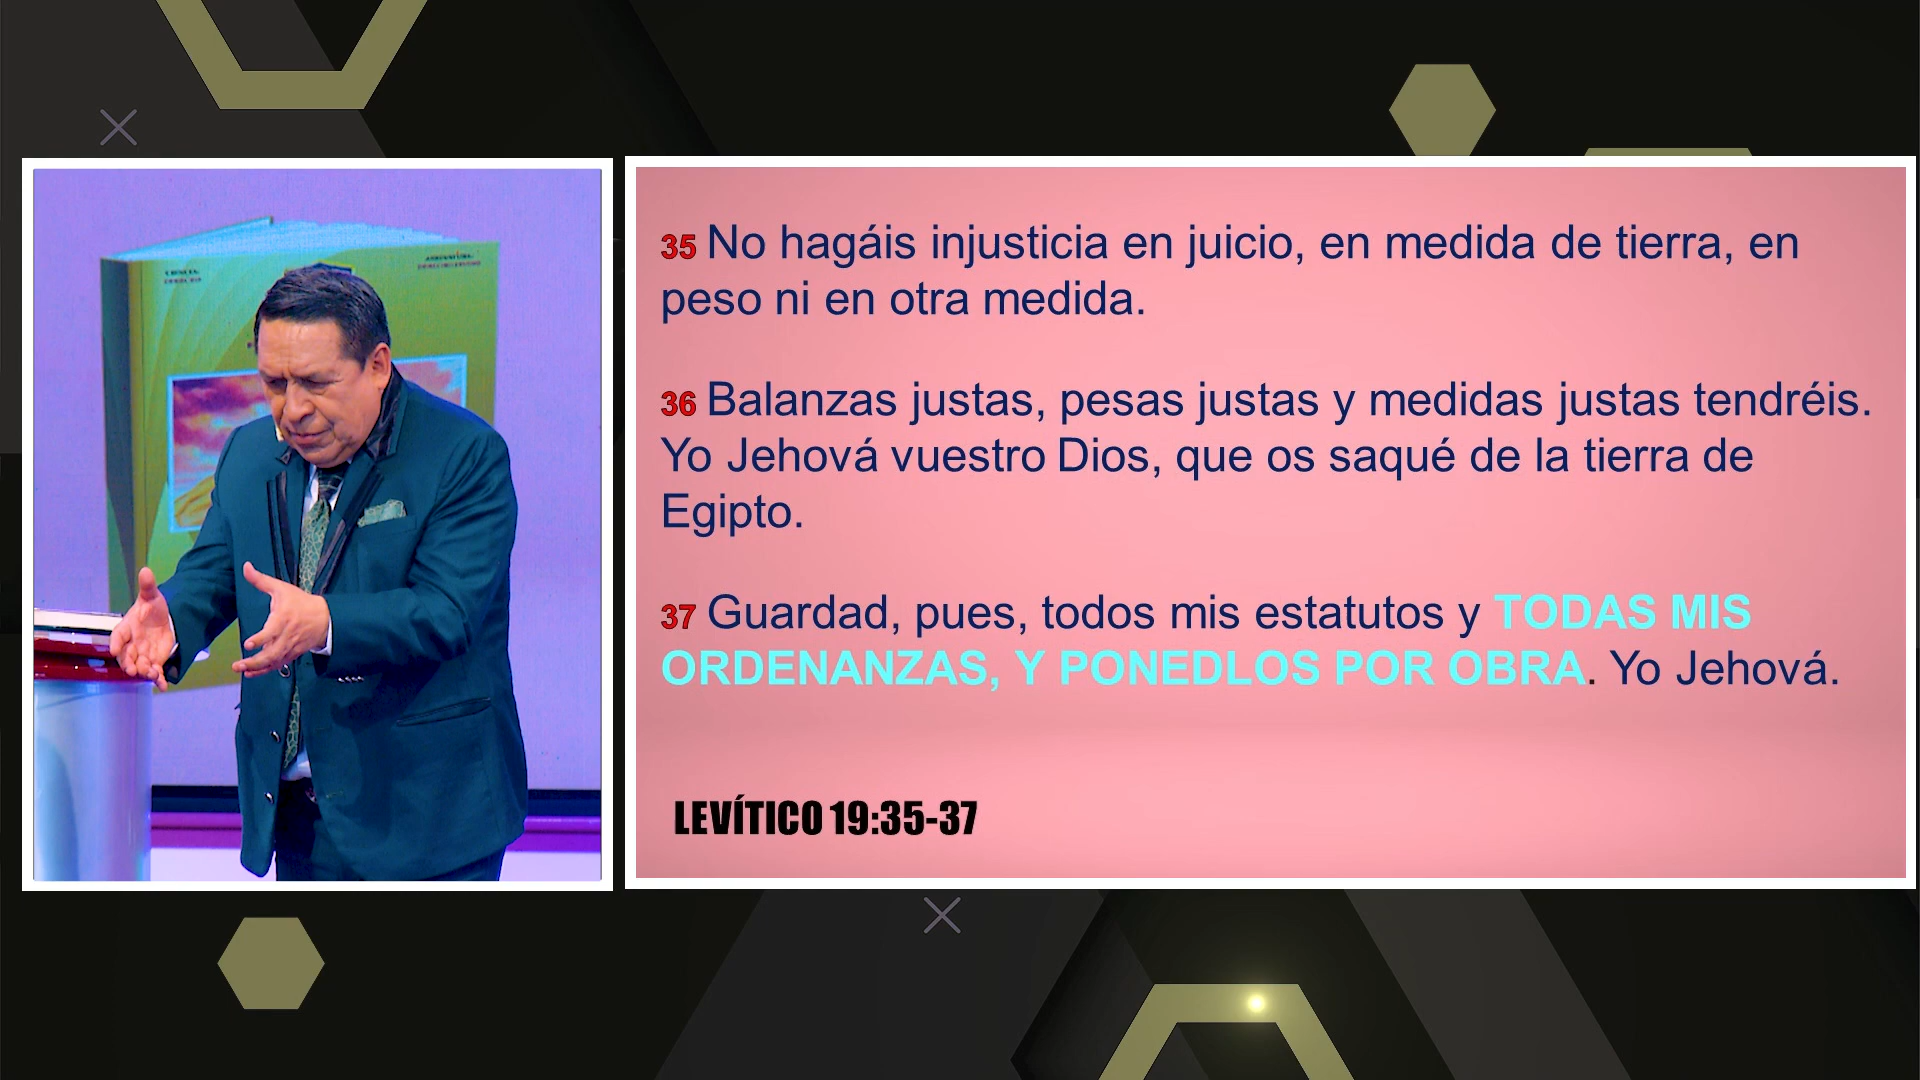 35 No hagáis injusticia en juicio, en medida de tierra, en
peso ni en otra medida.
36 Balanzas justas, pesas justas y medidas justas tendréis.
Yo Jehová vuestro Dios, que os saqué de la tierra de
Egipto.
37 Guardad, pues, todos mis estatutos y TODAS MIS
ORDENANZAS, Y PONEDLOS POR OBRA. Yo Jehová.
LEVÍTICO 19:35-37